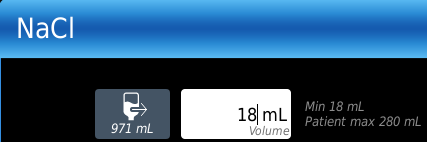 NaCl
971 mL
18 mL
Volume
Min 18 mL
Patient max 280 mL